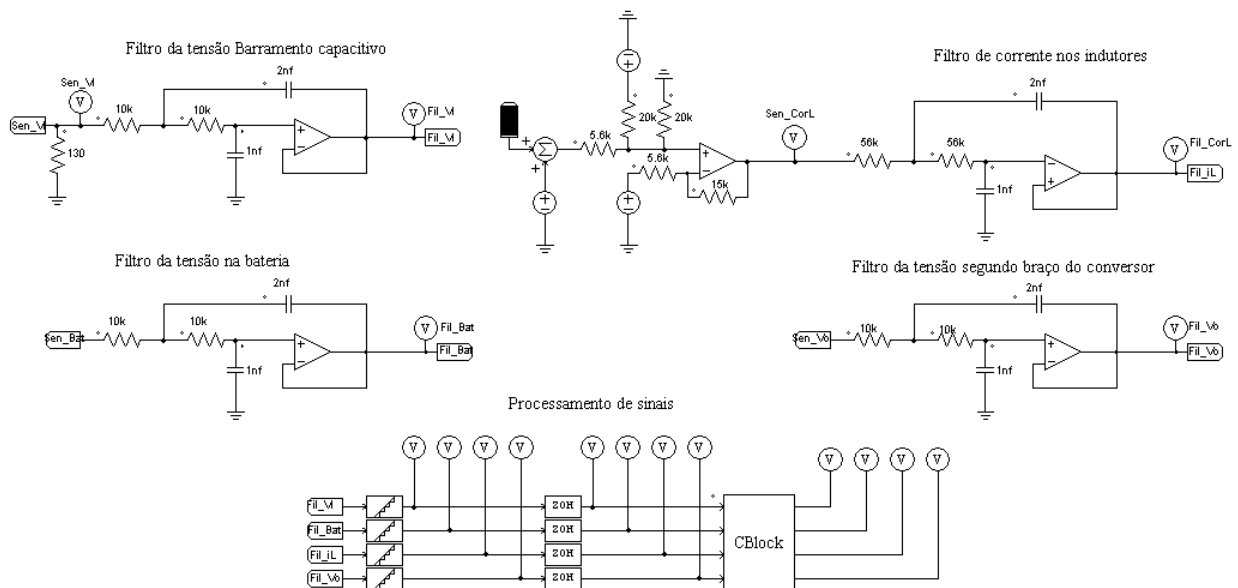 Filtro da tensão Barramento capacitivo
2nf
Sen_Vi
V
10k
10k
Sen_Vi
130
1nf
V
Fil_Vi
Fil_Vi
20k
20k
5.6k
5.6k
15k
Sen_CorL
V
Filtro de corrente nos indutores
2nf
56k
56k
1nf
V
Fil_CorL
Fil_iL
Filtro da tensão na bateria
2nf
10k
10k
Sen_Bat
1nf
V
Fil_Bat
Fil_Bat
Filtro da tensão segundo braço do conversor
2nf
10k
10k
Sen_Vo
1nf
V
Fil_Vo
Fil_Vo
Processamento de sinais
V V V V V V V V V V V V
Fil_Vi
ZOH
Fil_Bat
ZOH
Fil_iL
ZOH
Fil_Vo
ZOH
CBlock